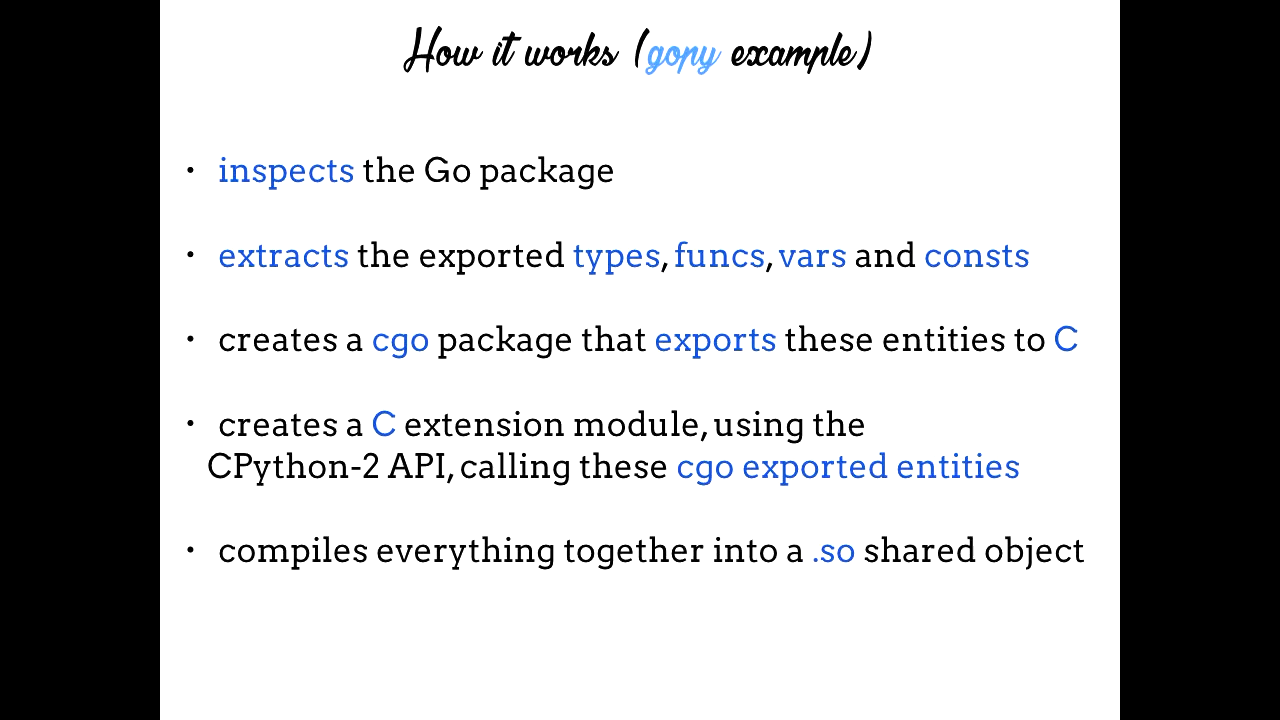 How it works (gopy example)
• inspects the Go package
• extracts the exported types, funcs, vars and consts
• creates a cgo package that exports these entities to C
• creates a C extension module, using the
CPython-2 API, calling these cgo exported entities
• compiles everything together into a .so shared object